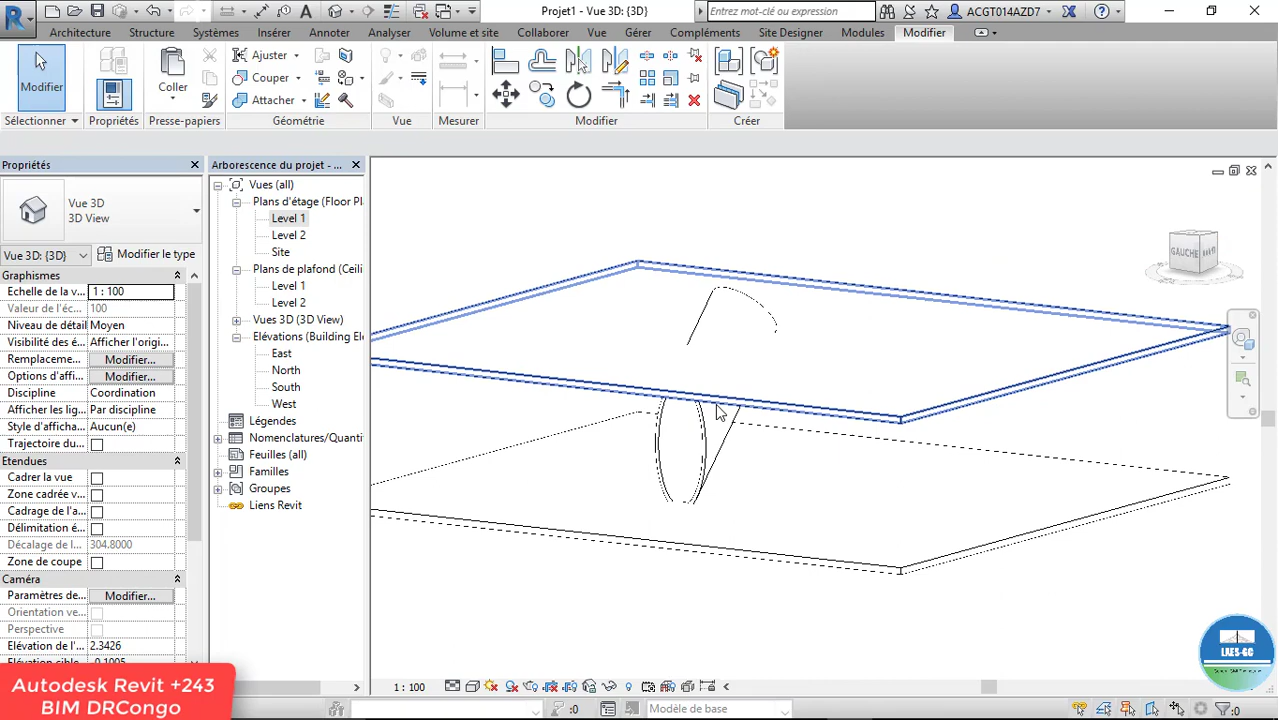 Projet1 - Vue 3D: {3D}
Entrez mot-clé ou expression
ACGT014AZD7
Architecture Structure Systèmes Insérer Annoter Analyser Volume et site Collaborer Vue Gérer Compléments Site Designer Modules Modifier
Modifier
Coller
Ajuster
Couper
Attacher
Sélectionner Propriétés Presse-papiers Géométrie Vue Mesurer Modifier Créer
Propriétés
Vue 3D
3D View
Vue 3D: {3D}
Modifier le type
Graphismes
Echelle de la v... 1 : 100
Valeur de l'éc... 100
Niveau de détail Moyen
Visibilité des é... Afficher l'origi...
Remplaceme... Modifier...
Options d'affi... Modifier...
Discipline Coordination
Afficher les lig... Par discipline
Style d'afficha... Aucun(e)
Trajectoire du...
Etendues
Cadrer la vue
Zone cadrée v...
Cadrage de l'a...
Délimitation é...
Décalage de l... 304.8000
Zone de coupe
Caméra
Paramètres de... Modifier...
Orientation ve...
Perspective
Elévation de l'... 2.3426
Arborescence du projet - ...
Vues (all)
Plans d'étage (Floor Pl
Level 1
Level 2
Site
Plans de plafond (Ceili
Level 1
Level 2
Vues 3D (3D View)
Elévations (Building El
East
North
South
West
Légendes
Nomenclatures/Quanti
Feuilles (all)
Familles
Groupes
Liens Revit
GAUCHE
1 : 100
:0
Modèle de base
:0
LAES-GC
Autodesk Revit +243
BIM DRCongo